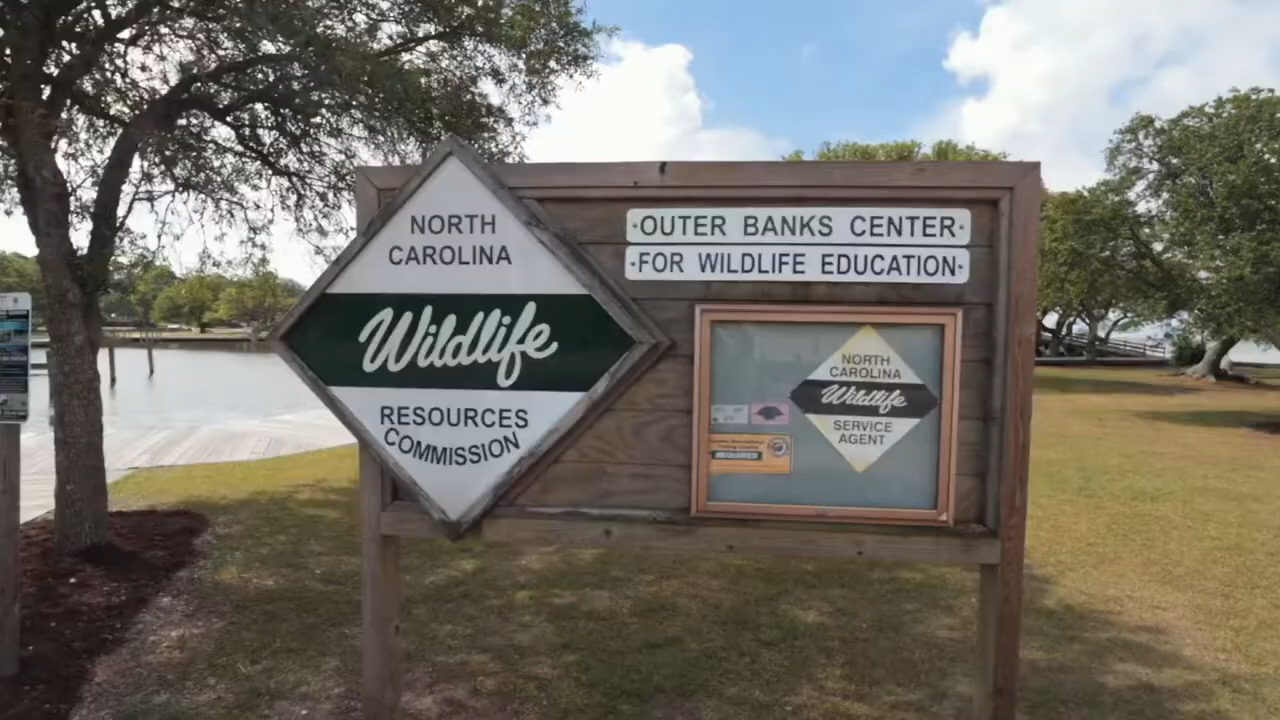 NORTH
CAROLINA
Wildlife
RESOURCES
COMMISSION
·OUTER BANKS CENTER·
·FOR WILDLIFE EDUCATION·
NORTH
CAROLINA
Wildlife
SERVICE
AGENT
REQUIRED